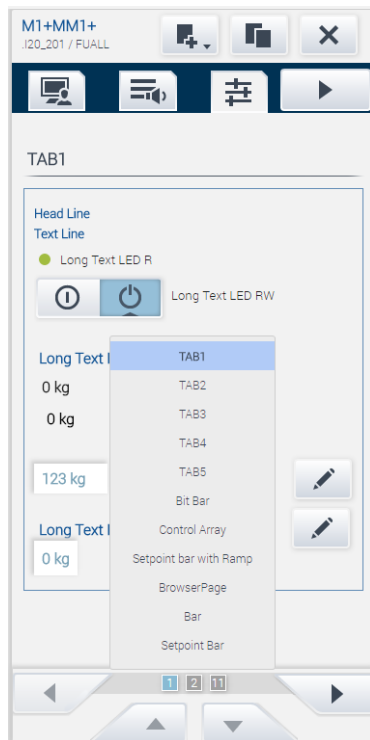 M1+MM1+
.I20_201 / FUALL
TAB1
Head Line
Text Line
Long Text LED R
Long Text LED RW
Long Text
0 kg
0 kg
123 kg
Long Text
0 kg
TAB1
TAB2
TAB3
TAB4
TAB5
Bit Bar
Control Array
Setpoint bar with Ramp
BrowserPage
Bar
Setpoint Bar
1 2 11